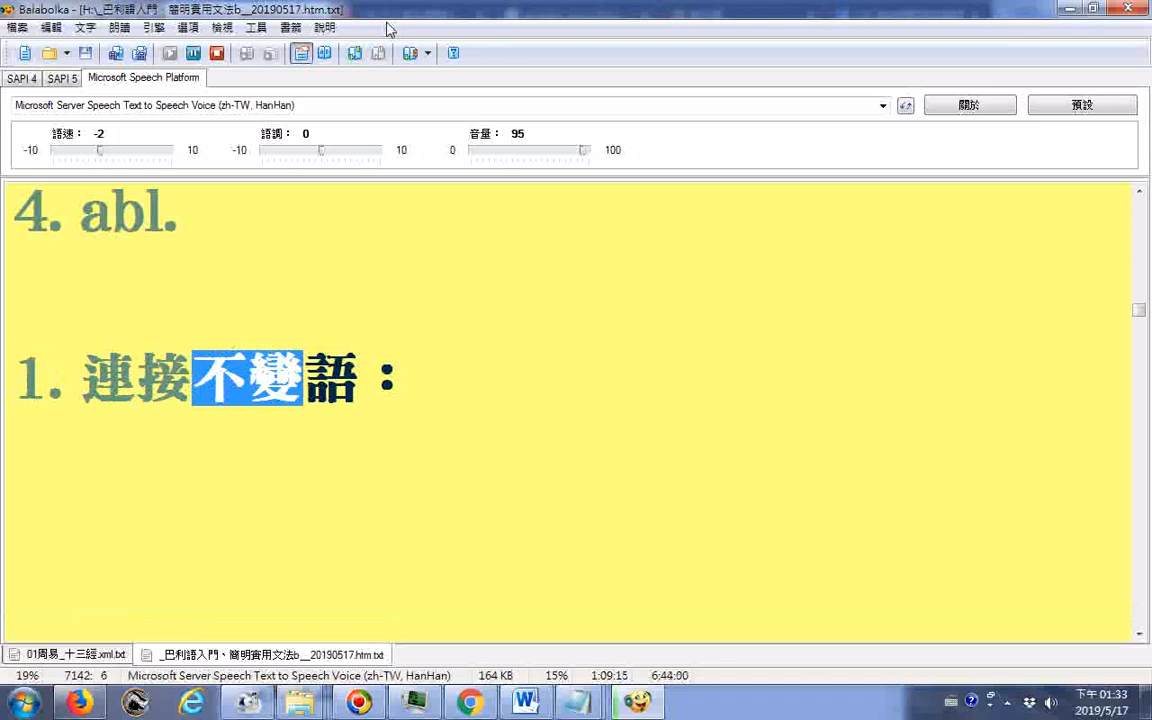 Balabolka - [H:\_巴利語入門、簡明實用文法b__20190517.htm.txt]
檔案 編輯 文字 朗讀 引擎 選項 檢視 工具 書籤 說明
SAPI 4 SAPI 5 Microsoft Speech Platform
Microsoft Server Speech Text to Speech Voice (zh-TW, HanHan) 關於 預設
語速： -2 語調： 0 音量： 95
-10 10 -10 10 0 100
4. abl.
1. 連接不變語：
01周易_十三經.xml.txt _巴利語入門、簡明實用文法b__20190517.htm.txt
19% 7142: 6 Microsoft Server Speech Text to Speech Voice (zh-TW, HanHan) 164 KB 15% 1:09:15 6:44:00
下午 01:33
2019/5/17